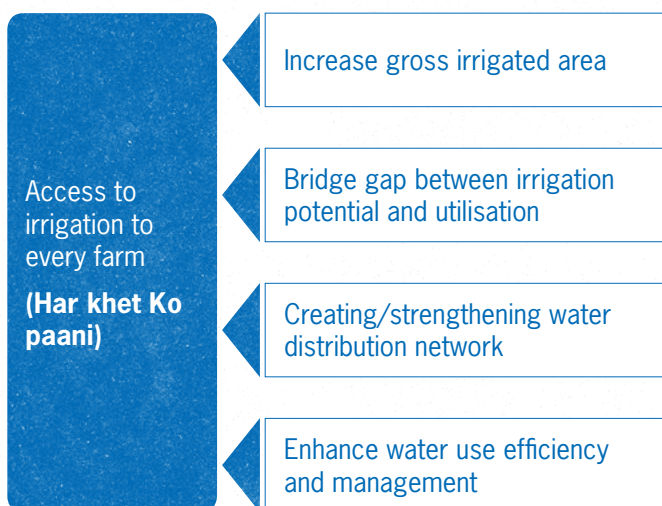 Access to
irrigation to
every farm
(Har khet Ko
paani)
Increase gross irrigated area
Bridge gap between irrigation
potential and utilisation
Creating/strengthening water
distribution network
Enhance water use efficiency
and management